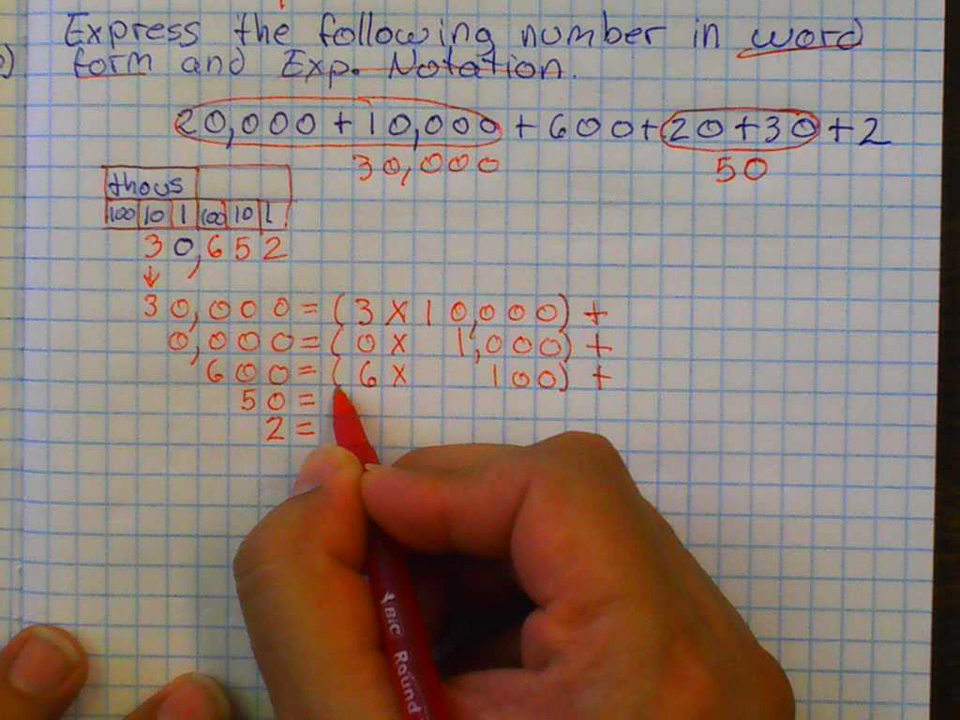 Express the following number in word
form and Exp. Notation.
20,000 + 10,000 + 600 + 20 + 30 + 2
30,000 50
thous
100 10 1 100 10 1
30,652
30,000 = (3 x 10,000) +
0,000 = (0 x 1,000) +
600 = (6 x 100) +
50 =
2 =
BIC Round